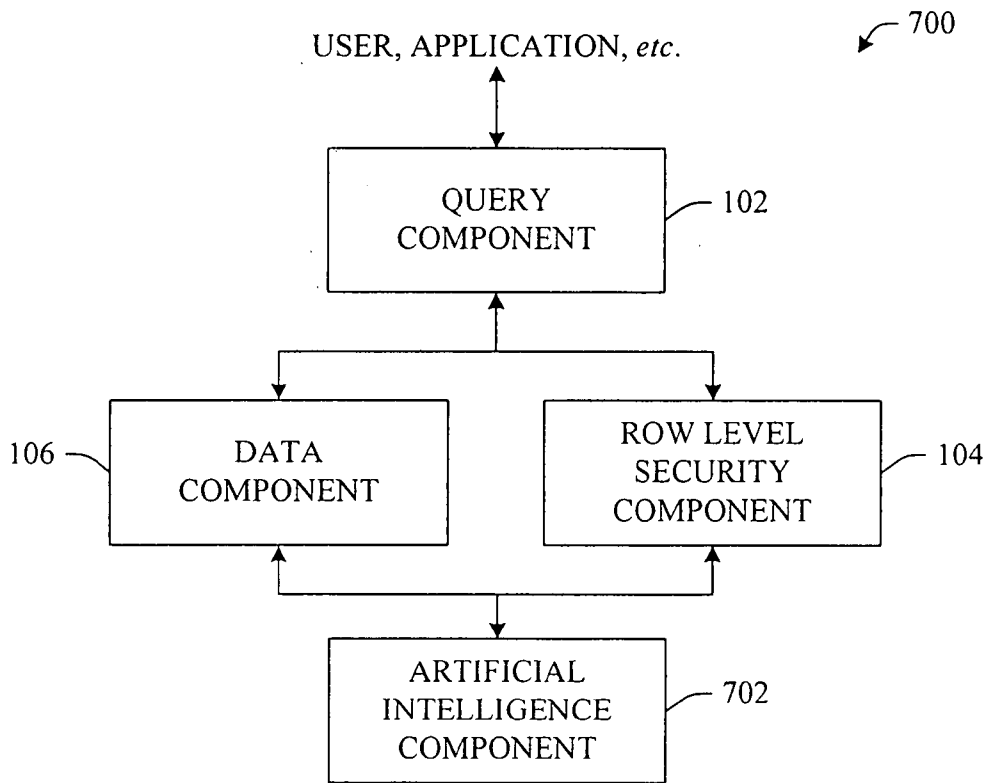 700
USER, APPLICATION, etc.
QUERY
COMPONENT
102
106
DATA
COMPONENT
ROW LEVEL
SECURITY
COMPONENT
104
ARTIFICIAL
INTELLIGENCE
COMPONENT
702